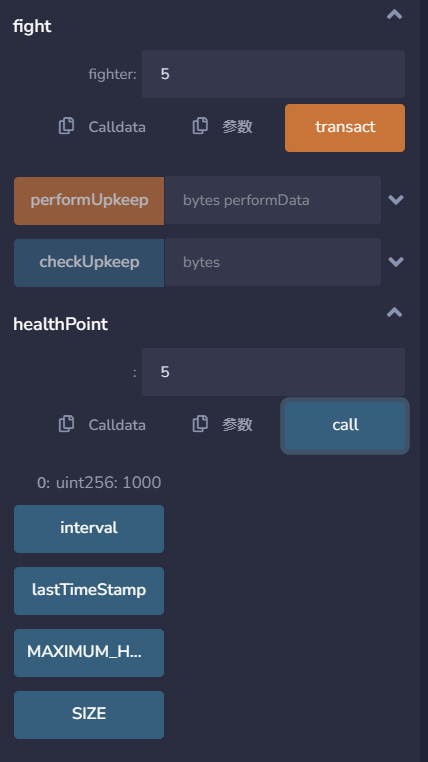 fight
fighter: 5
Calldata 参数 transact
performUpkeep bytes performData
checkUpkeep bytes
healthPoint
: 5
Calldata 参数 call
0: uint256: 1000
interval
lastTimeStamp
MAXIMUM_H...
SIZE